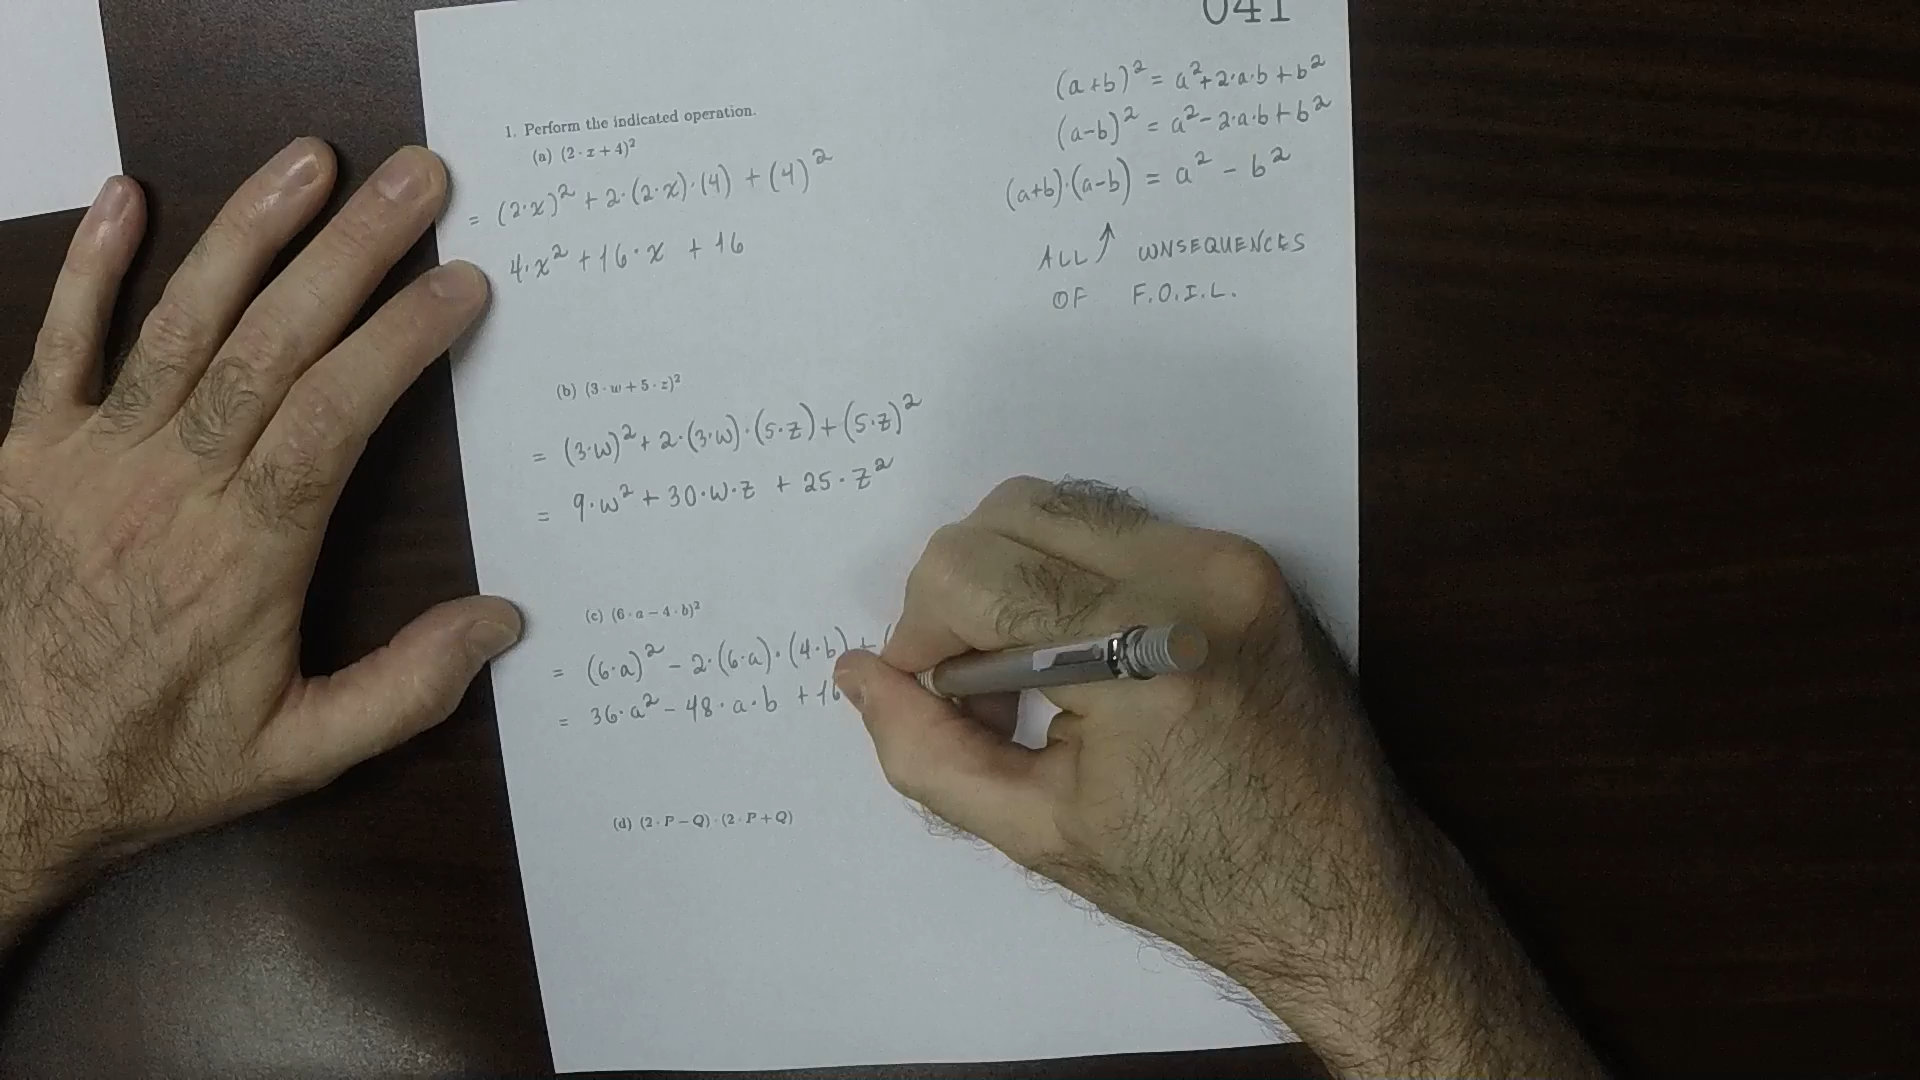 041
(a+b)² = a²+2·a·b+b²
(a-b)² = a²-2·a·b+b²
(a+b)·(a-b) = a² - b²
ALL ↑ CONSEQUENCES
OF F.O.I.L.
1. Perform the indicated operation.
(a) (2 · x + 4)²
= (2·x)² + 2·(2·x)·(4) + (4)²
4·x² + 16·x + 16
(b) (3 · w + 5 · z)²
= (3·w)² + 2·(3·w)·(5·z) + (5·z)²
= 9·w² + 30·w·z + 25·z²
(c) (6 · a − 4 · b)²
= (6·a)² - 2·(6·a)·(4·b) + (
= 36·a² - 48·a·b + 16
(d) (2 · P − Q) · (2 · P + Q)